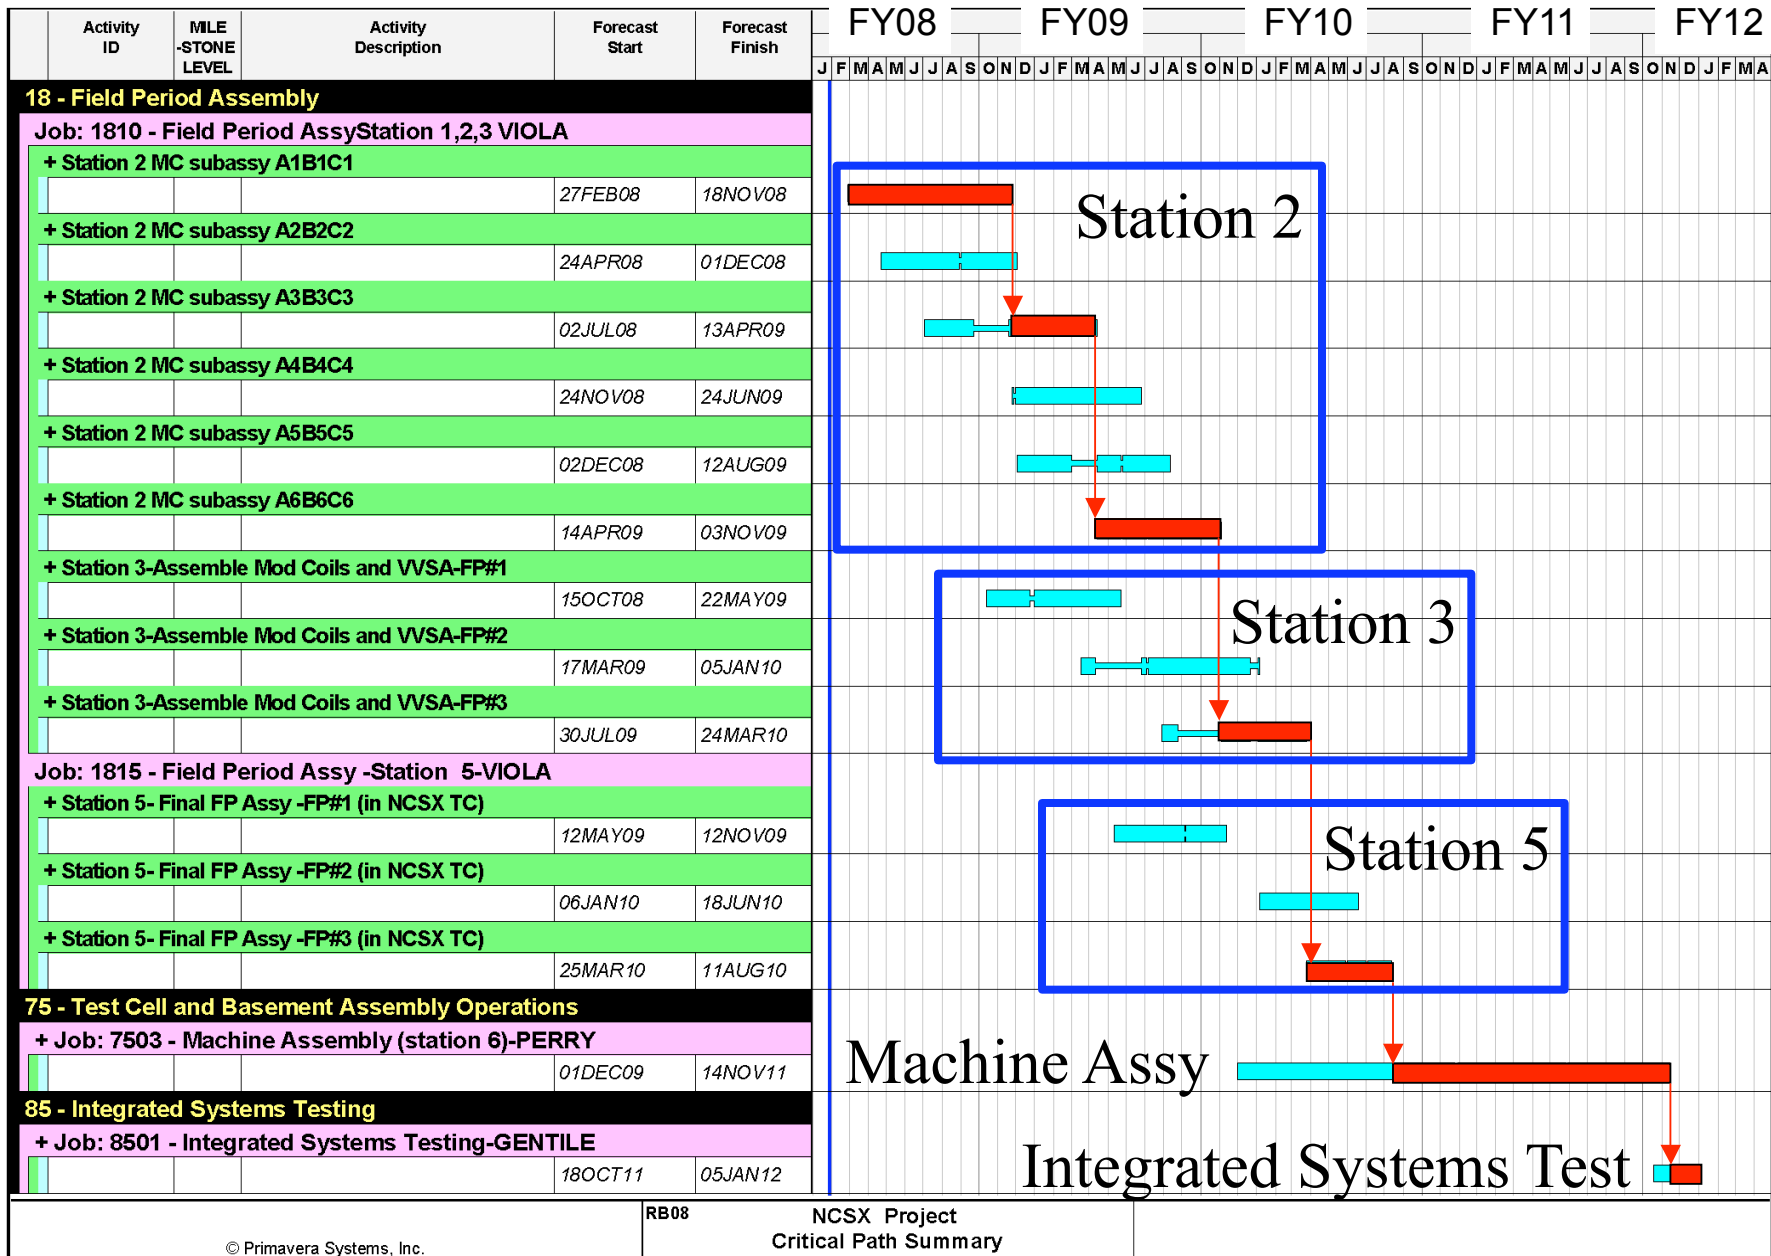 Activity ID
MILE -STONE LEVEL
Activity Description
Forecast Start
Forecast Finish
FY08 FY09 FY10 FY11 FY12
J F M A M J J A S O N D J F M A M J J A S O N D J F M A M J J A S O N D J F M A M J J A S O N D J F M A
18 - Field Period Assembly
Job: 1810 - Field Period AssyStation 1,2,3 VIOLA
+ Station 2 MC subassy A1B1C1
27FEB08 18NOV08
Station 2
+ Station 2 MC subassy A2B2C2
24APR08 01DEC08
+ Station 2 MC subassy A3B3C3
02JUL08 13APR09
+ Station 2 MC subassy A4B4C4
24NOV08 24JUN09
+ Station 2 MC subassy A5B5C5
02DEC08 12AUG09
+ Station 2 MC subassy A6B6C6
14APR09 03NOV09
+ Station 3-Assemble Mod Coils and VVSA-FP#1
15OCT08 22MAY09
Station 3
+ Station 3-Assemble Mod Coils and VVSA-FP#2
17MAR09 05JAN10
+ Station 3-Assemble Mod Coils and VVSA-FP#3
30JUL09 24MAR10
Job: 1815 - Field Period Assy -Station 5-VIOLA
+ Station 5- Final FP Assy -FP#1 (in NCSX TC)
12MAY09 12NOV09
Station 5
+ Station 5- Final FP Assy -FP#2 (in NCSX TC)
06JAN10 18JUN10
+ Station 5- Final FP Assy -FP#3 (in NCSX TC)
25MAR10 11AUG10
75 - Test Cell and Basement Assembly Operations
+ Job: 7503 - Machine Assembly (station 6)-PERRY
01DEC09 14NOV11
Machine Assy
85 - Integrated Systems Testing
+ Job: 8501 - Integrated Systems Testing-GENTILE
18OCT11 05JAN12
Integrated Systems Test
© Primavera Systems, Inc.
RB08
NCSX Project
Critical Path Summary